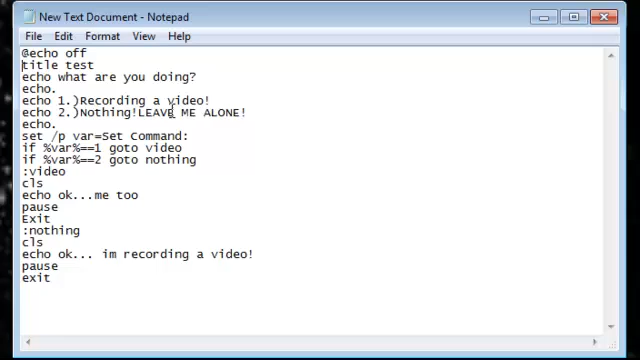 New Text Document - Notepad
File Edit Format View Help
@echo off
title test
echo what are you doing?
echo.
echo 1.)Recording a video!
echo 2.)Nothing!LEAVE ME ALONE!
echo.
set /p var=Set Command:
if %var%==1 goto video
if %var%==2 goto nothing
:video
cls
echo ok...me too
pause
Exit
:nothing
cls
echo ok... im recording a video!
pause
exit